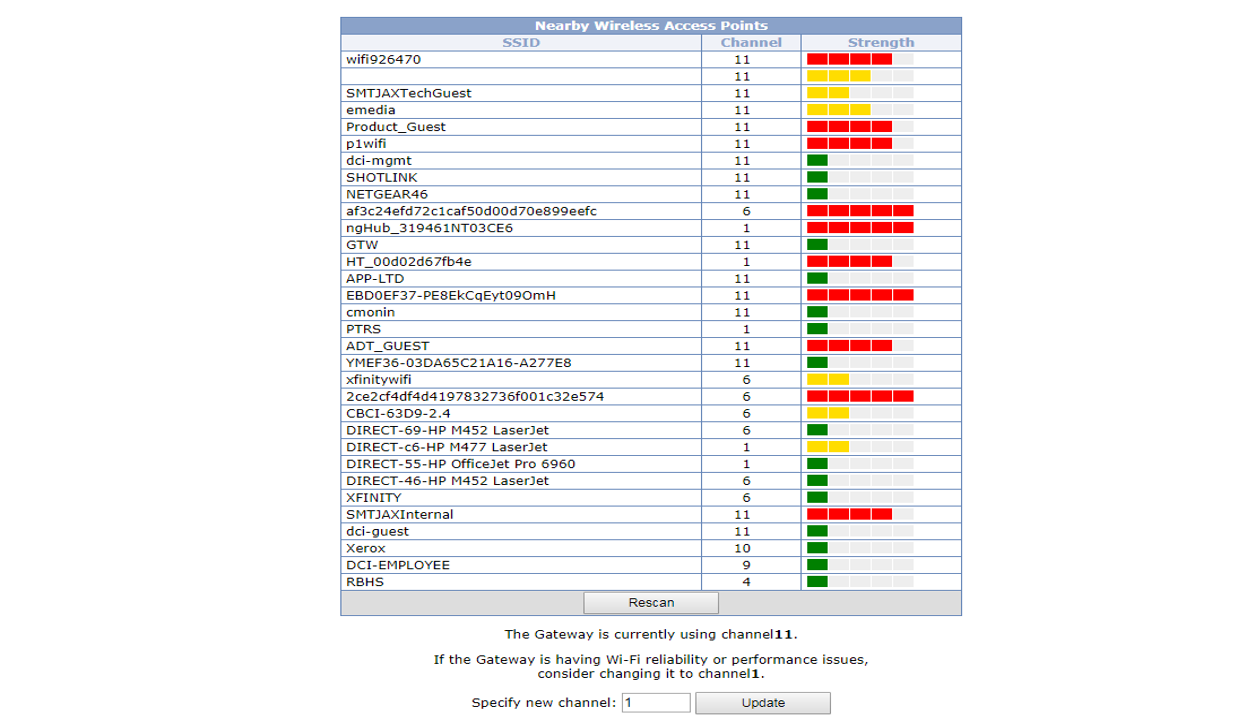 Nearby Wireless Access Points
SSID Channel Strength
wifi926470 11
11
SMTJAXTechGuest 11
emedia 11
Product_Guest 11
p1wifi 11
dci-mgmt 11
SHOTLINK 11
NETGEAR46 11
af3c24efd72c1caf50d00d70e899eefc 6
ngHub_319461NT03CE6 1
GTW 11
HT_00d02d67fb4e 1
APP-LTD 11
EBD0EF37-PE8EkCqEyt09OmH 11
cmonin 11
PTRS 1
ADT_GUEST 11
YMEF36-03DA65C21A16-A277E8 11
xfinitywifi 6
2ce2cf4df4d4197832736f001c32e574 6
CBCI-63D9-2.4 6
DIRECT-69-HP M452 LaserJet 6
DIRECT-c6-HP M477 LaserJet 1
DIRECT-55-HP OfficeJet Pro 6960 1
DIRECT-46-HP M452 LaserJet 6
XFINITY 6
SMTJAXInternal 11
dci-guest 11
Xerox 10
DCI-EMPLOYEE 9
RBHS 4
Rescan
The Gateway is currently using channel11.
If the Gateway is having Wi-Fi reliability or performance issues,
consider changing it to channel1.
Specify new channel: 1 Update